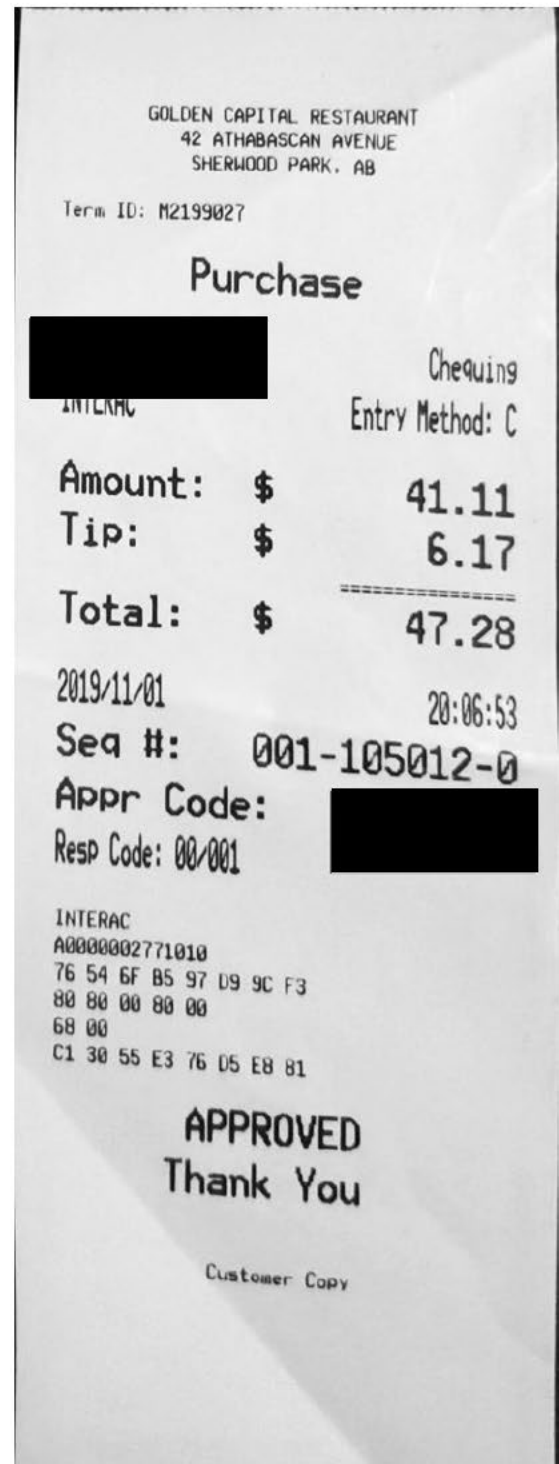 GOLDEN CAPITAL RESTAURANT
42 ATHABASCAN AVENUE
SHERWOOD PARK, AB
Term ID: M2199027
Purchase
Chequing
INTERAC Entry Method: C
Amount: $ 41.11
Tip: $ 6.17
====================
Total: $ 47.28
2019/11/01 20:06:53
Seq #: 001-105012-0
Appr Code:
Resp Code: 00/001
INTERAC
A0000002771010
76 54 6F B5 97 D9 9C F3
80 80 00 80 00
68 00
C1 30 55 E3 76 D5 E8 81
APPROVED
Thank You
Customer Copy